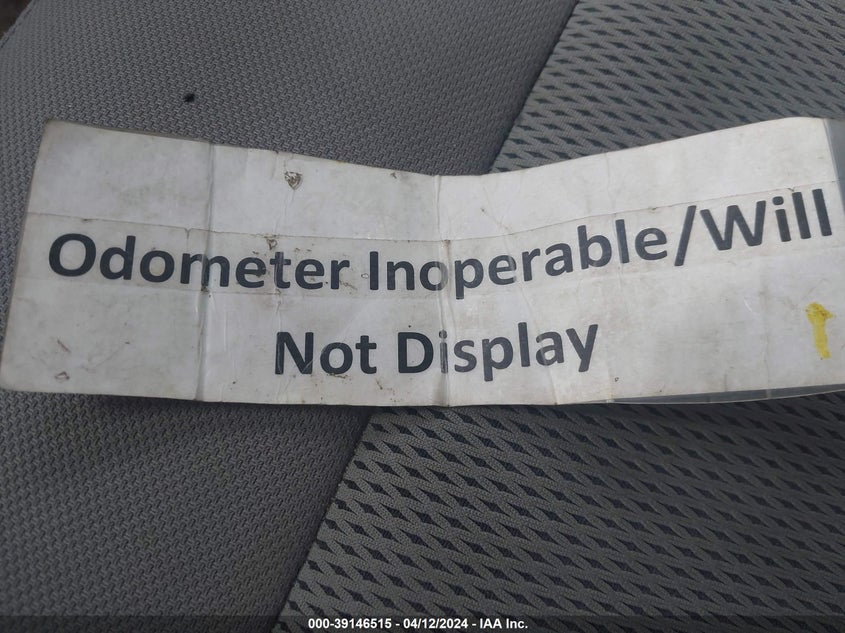 Odometer Inoperable/Will
Not Display
000-39146515 - 04/12/2024 - IAA Inc.